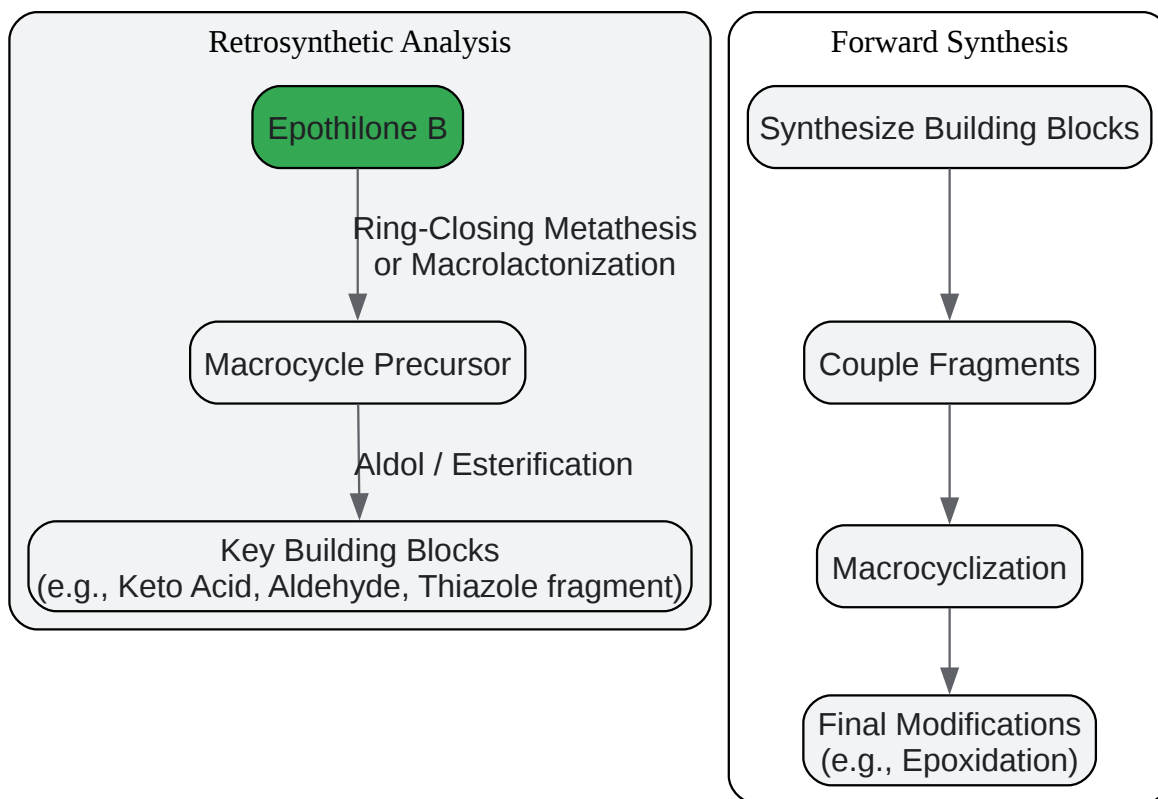 Retrosynthetic Analysis
Epothilone B
Ring-Closing Metathesis
or Macrolactonization
Macrocycle Precursor
Aldol / Esterification
Key Building Blocks
(e.g., Keto Acid, Aldehyde, Thiazole fragment)
Forward Synthesis
Synthesize Building Blocks
Couple Fragments
Macrocyclization
Final Modifications
(e.g., Epoxidation)